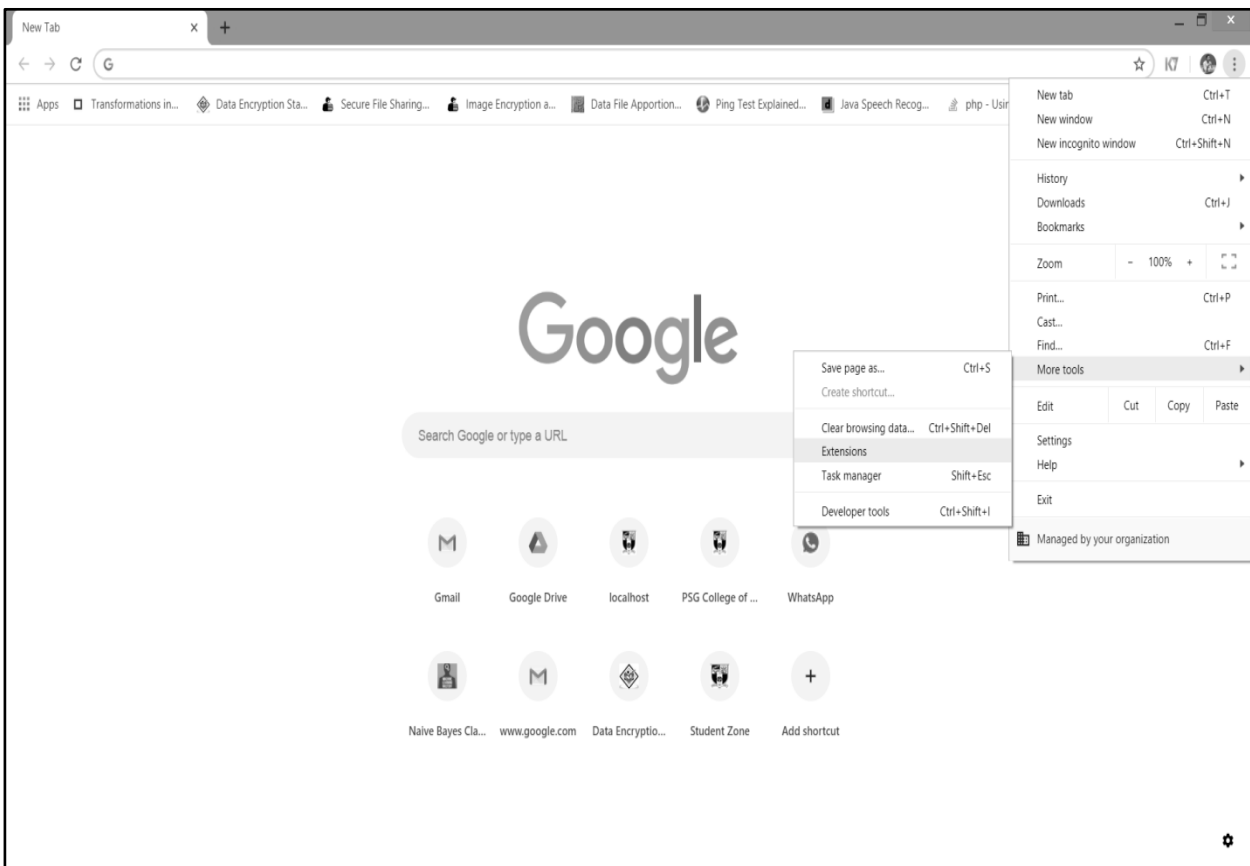 New Tab
G
K7
Apps Transformations in... Data Encryption Sta... Secure File Sharing... Image Encryption a... Data File Apportion... Ping Test Explained... Java Speech Recog... php - Usir
New tab Ctrl+T
New window Ctrl+N
New incognito window Ctrl+Shift+N
History
Downloads Ctrl+J
Bookmarks
Zoom - 100% +
Print... Ctrl+P
Cast...
Find... Ctrl+F
More tools
Edit Cut Copy Paste
Settings
Help
Exit
Managed by your organization
Save page as... Ctrl+S
Create shortcut...
Clear browsing data... Ctrl+Shift+Del
Extensions
Task manager Shift+Esc
Developer tools Ctrl+Shift+I
Google
Search Google or type a URL
Gmail Google Drive localhost PSG College of ... WhatsApp
Naive Bayes Cla... www.google.com Data Encryptio... Student Zone Add shortcut